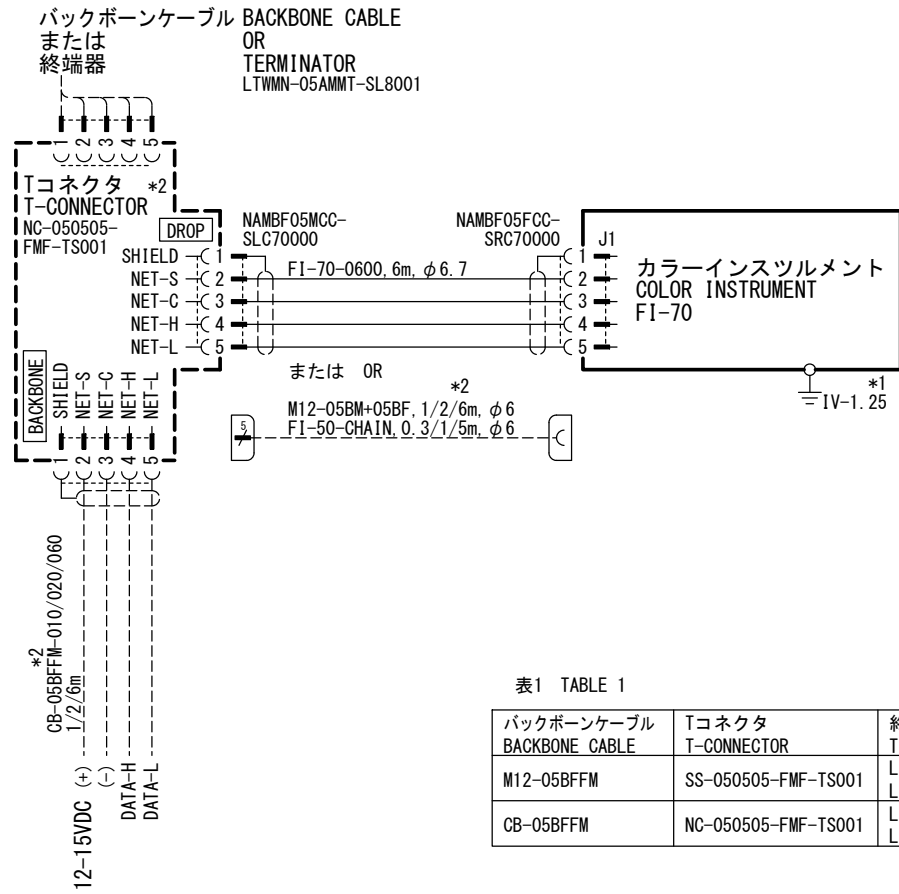 バックボーンケーブル BACKBONE CABLE
または OR
終端器 TERMINATOR
LTWMN-05AMMT-SL8001
1 2 3 4 5
Tコネクタ *2
T-CONNECTOR
NC-050505-
FMF-TS001
DROP
SHIELD 1
NET-S 2
NET-C 3
NET-H 4
NET-L 5
NAMBF05MCC-
SLC70000
FI-70-0600, 6m, φ6.7
NAMBF05FCC-
SRC70000
J1
1
2
3
4
5
カラーインスツルメント
COLOR INSTRUMENT
FI-70
*1
IV-1.25
または OR
*2
M12-05BM+05BF, 1/2/6m, φ6
FI-50-CHAIN, 0.3/1/5m, φ6
5
BACKBONE
SHIELD
NET-S
NET-C
NET-H
NET-L
1 2 3 4 5
*2
CB-05BFFM-010/020/060
1/2/6m
12-15VDC (+)
(-)
DATA-H
DATA-L
表1 TABLE 1
バックボーンケーブル Tコネクタ
BACKBONE CABLE T-CONNECTOR T
M12-05BFFM SS-050505-FMF-TS001 L
L
CB-05BFFM NC-050505-FMF-TS001 L
L